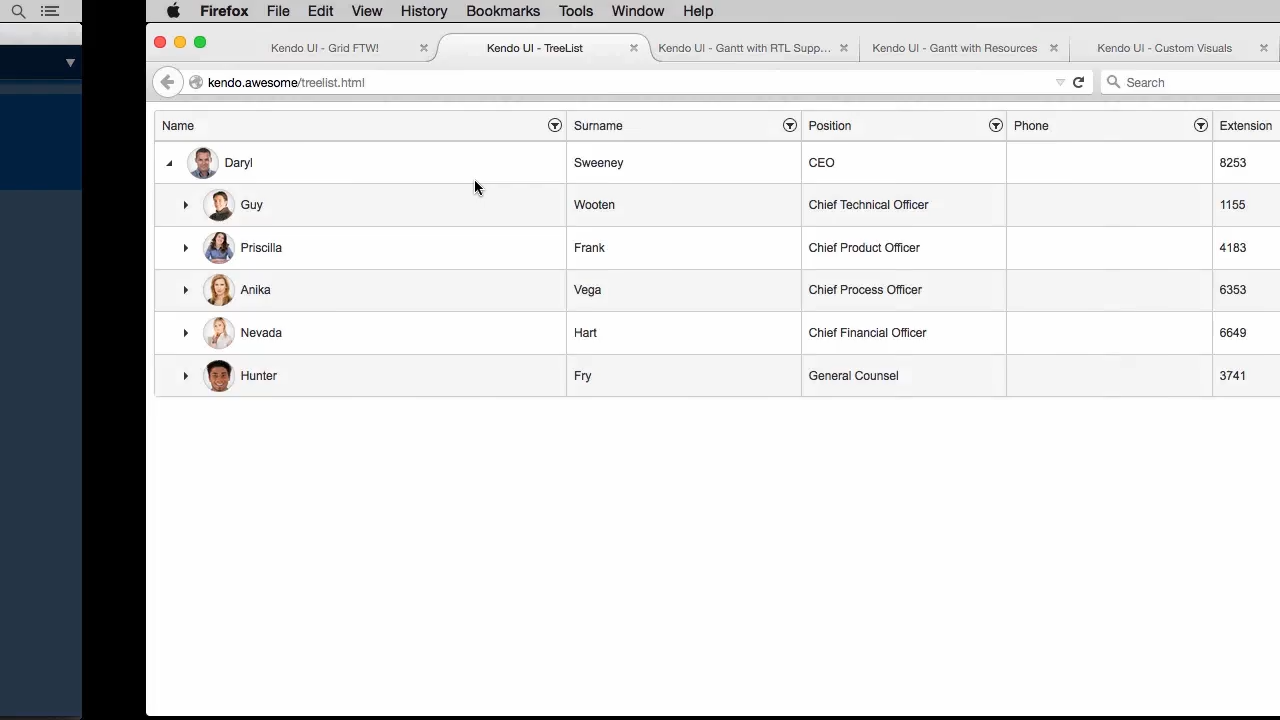 Firefox File Edit View History Bookmarks Tools Window Help
Kendo UI - Grid FTW! Kendo UI - TreeList Kendo UI - Gantt with RTL Supp... Kendo UI - Gantt with Resources Kendo UI - Custom Visuals
kendo.awesome/treelist.html Search
Name Surname Position Phone Extension
Daryl Sweeney CEO 8253
Guy Wooten Chief Technical Officer 1155
Priscilla Frank Chief Product Officer 4183
Anika Vega Chief Process Officer 6353
Nevada Hart Chief Financial Officer 6649
Hunter Fry General Counsel 3741